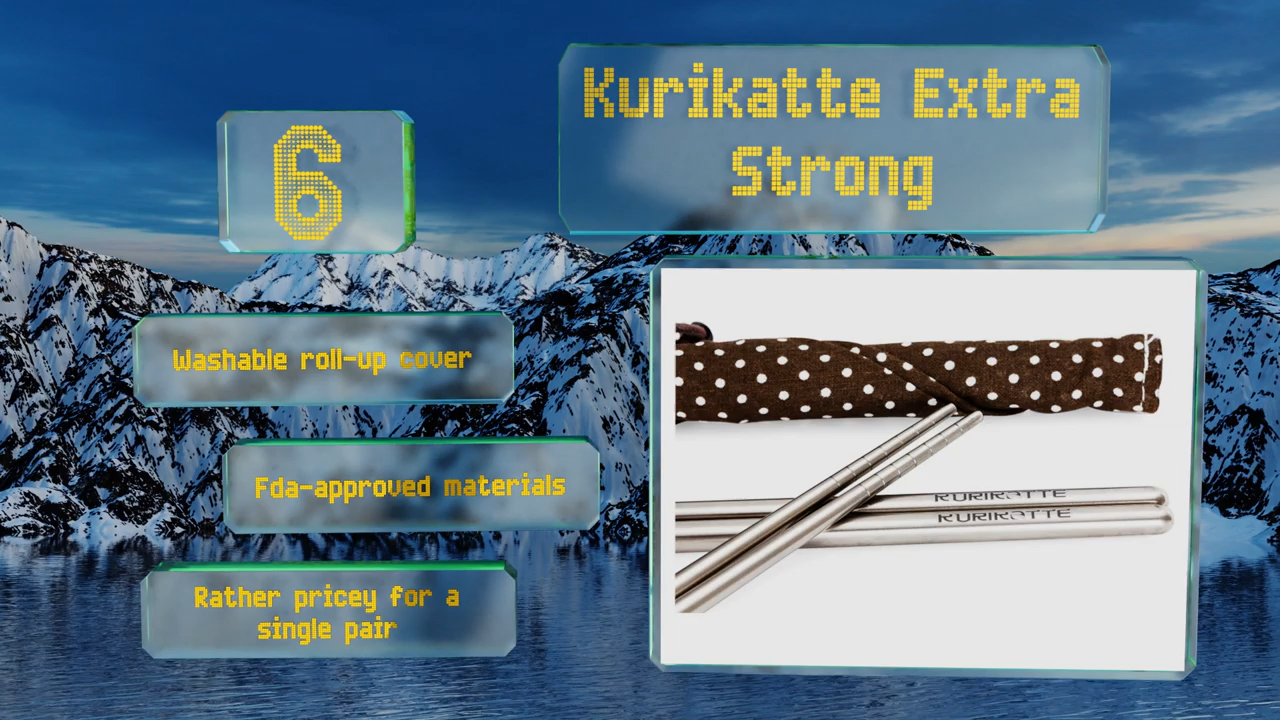 6
Kurikatte Extra
Strong
Washable roll-up cover
Fda-approved materials
Rather pricey for a
single pair
KURIKATTE
KURIKATTE